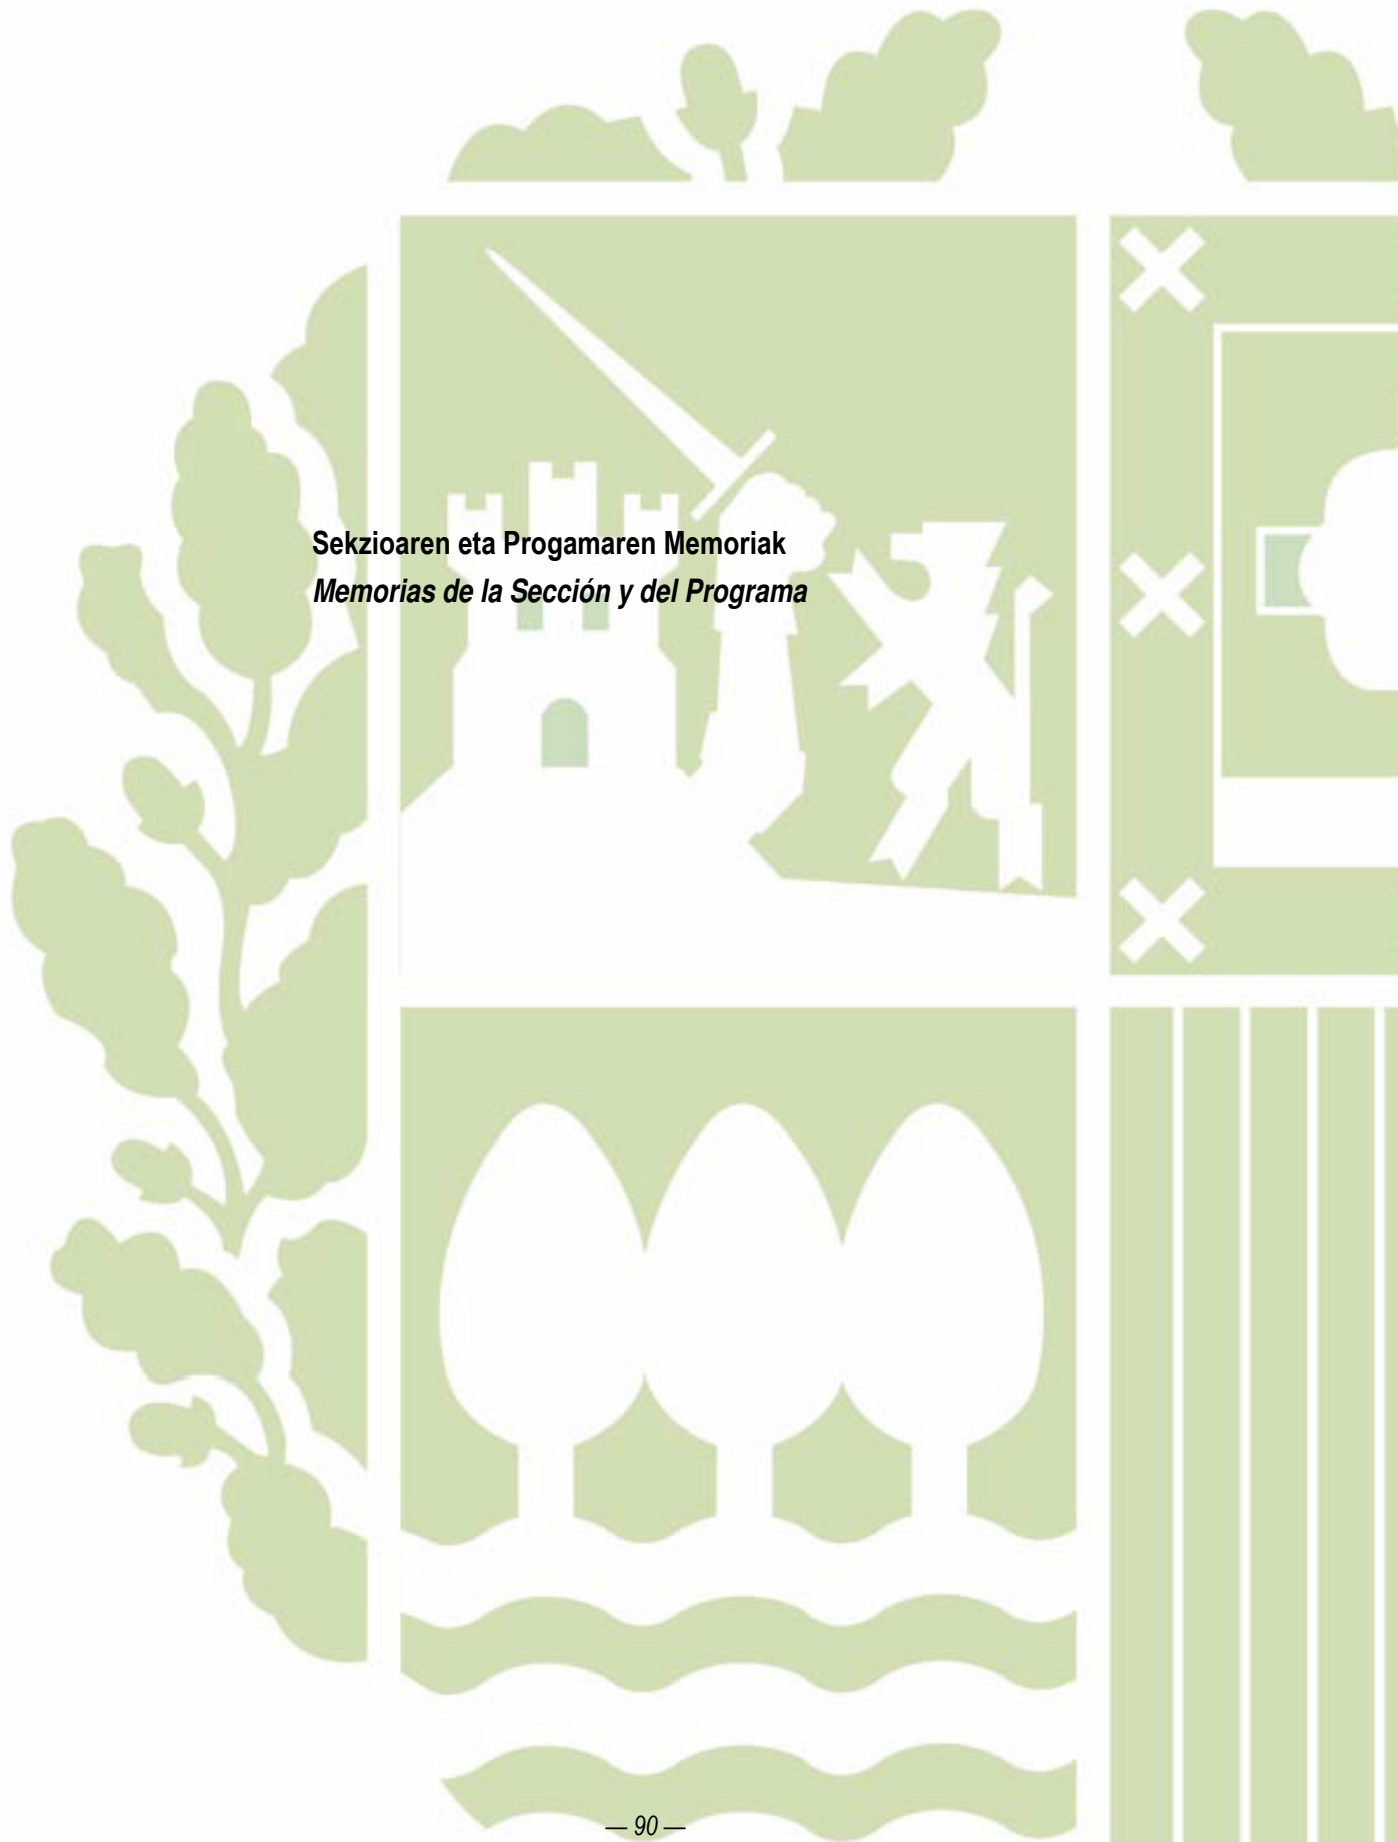 Sekzioaren eta Progamaren Memoriak
Memorias de la Sección y del Programa
— 90 —